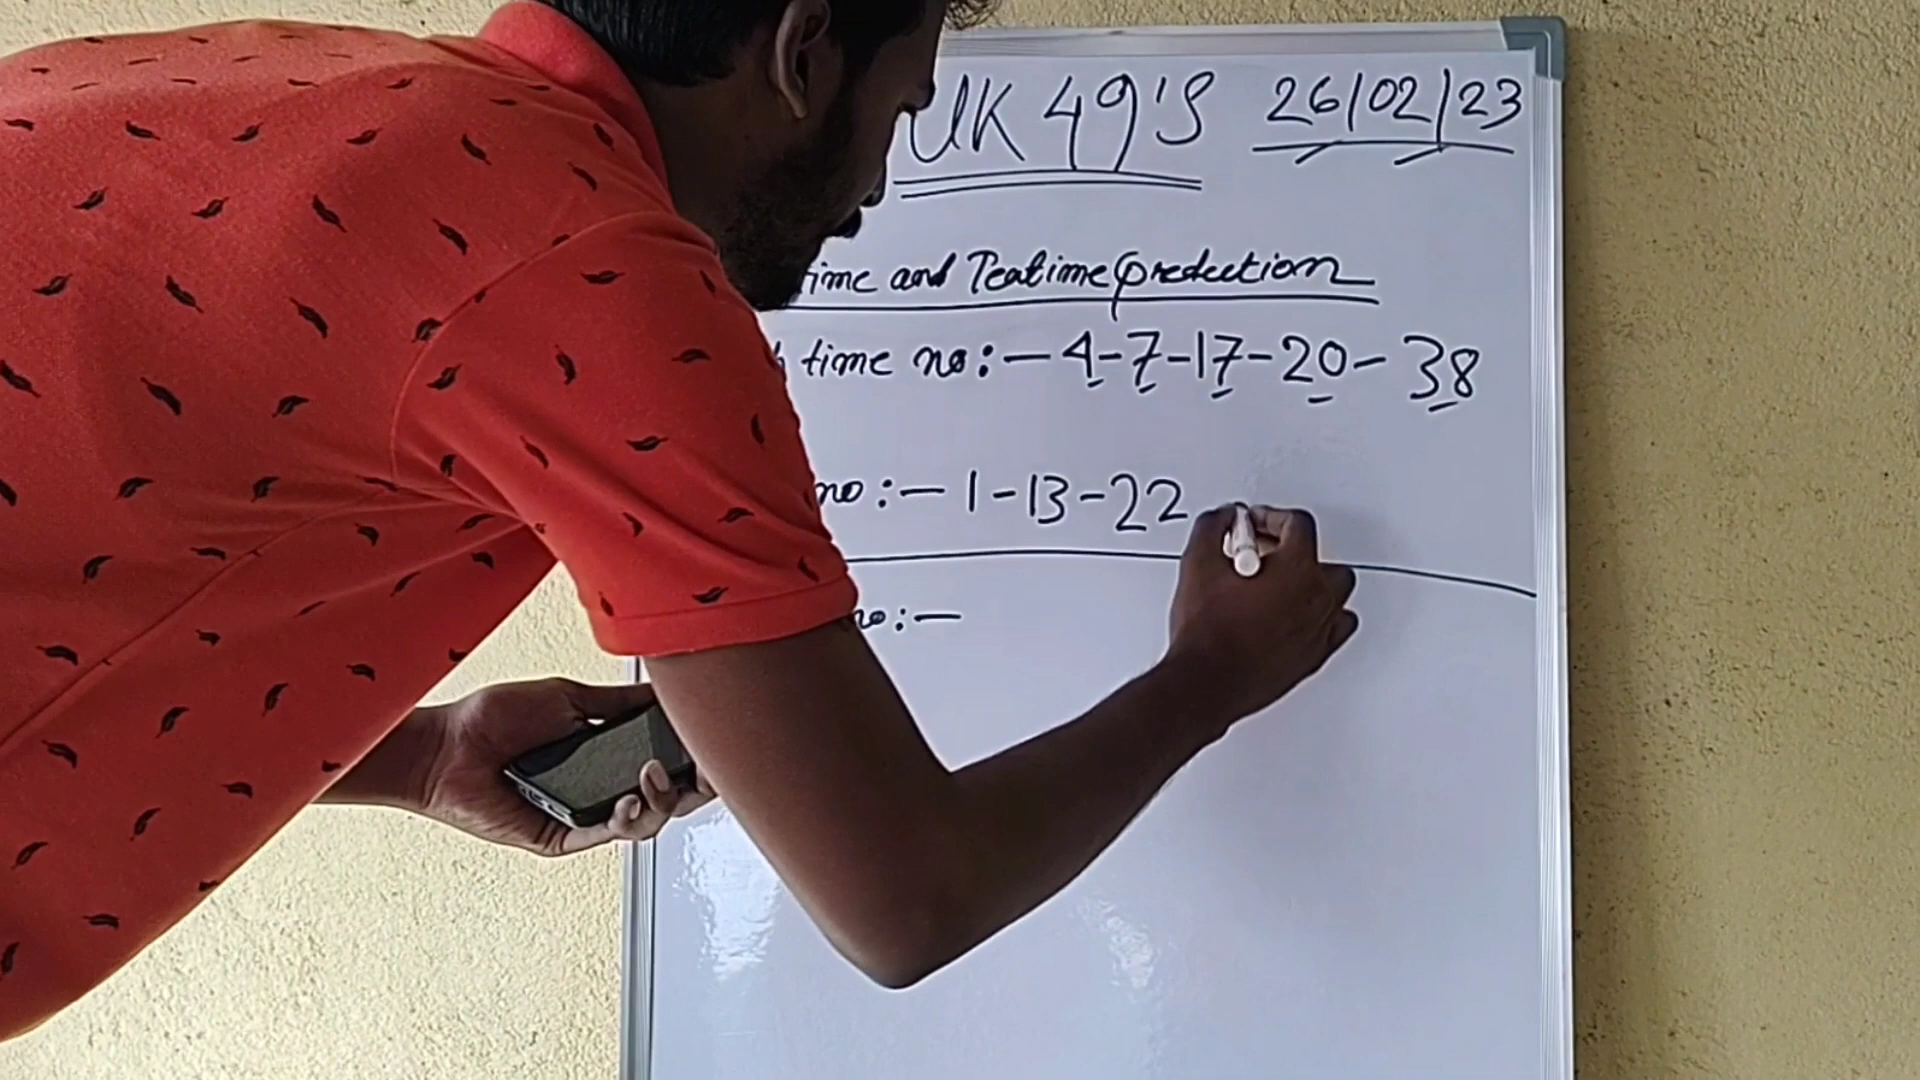 UK 49'S 26/02/23
and Teatime prediction
time no:- 4-7-17-20-38
no:- 1-13-22
no:-